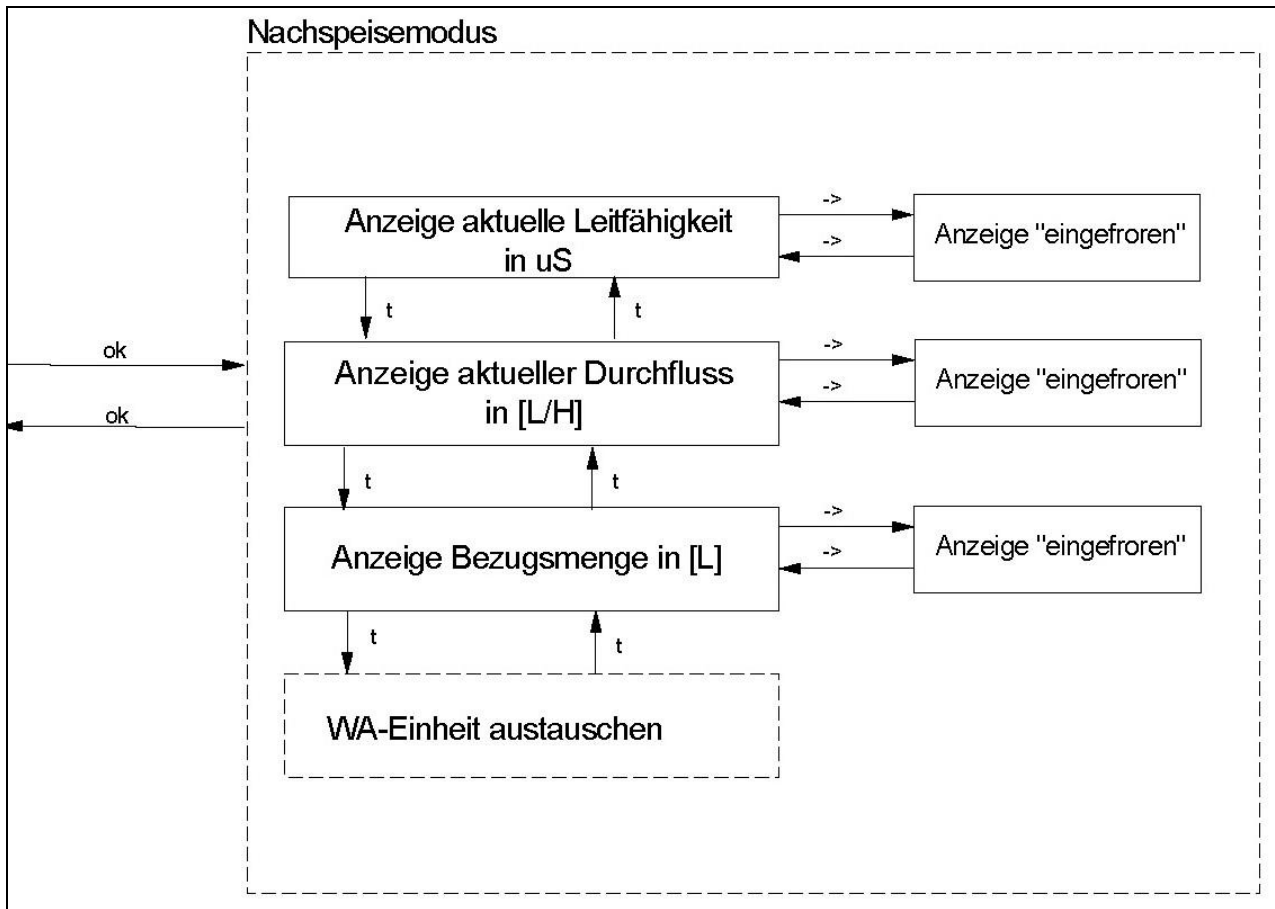 Nachspeisemodus
Anzeige aktuelle Leitfähigkeit
in uS
->
->
Anzeige "eingefroren"
t
t
ok
ok
Anzeige aktueller Durchfluss
in [L/H]
->
->
Anzeige "eingefroren"
t
t
Anzeige Bezugsmenge in [L]
->
->
Anzeige "eingefroren"
t
t
WA-Einheit austauschen